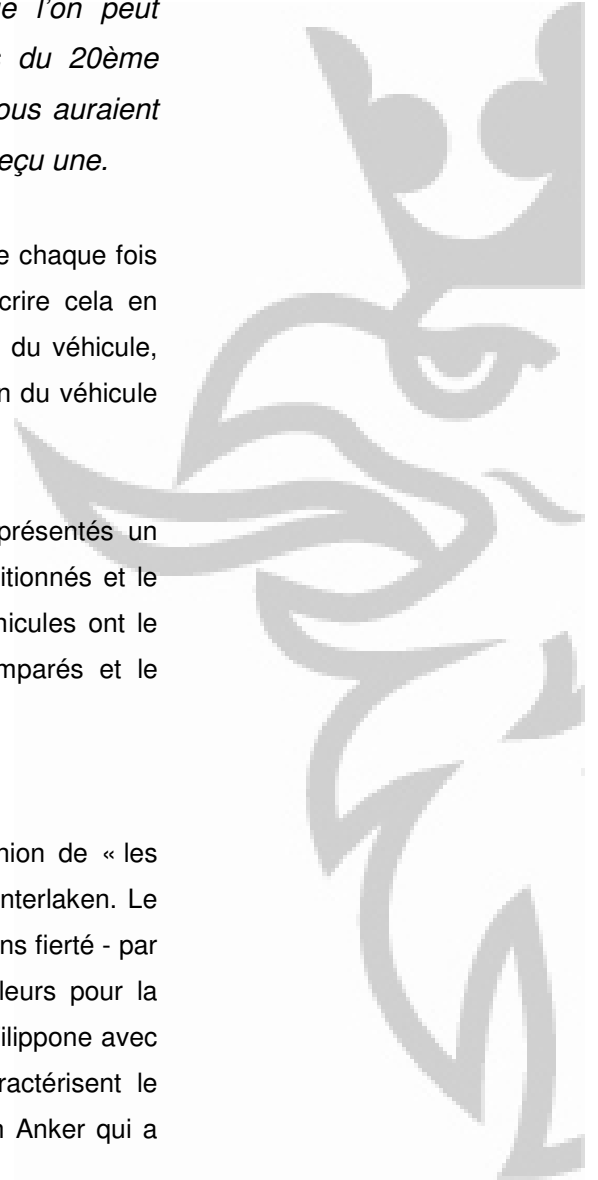 e l'on peut
du 20ème
ous auraient
eçu une.
e chaque fois
crire cela en
du véhicule,
n du véhicule
présentés un
itionnés et le
nicules ont le
mparés et le
nion de « les
nterlaken. Le
ns fierté - par
leurs pour la
ilippone avec
ractérisent le
n Anker qui a